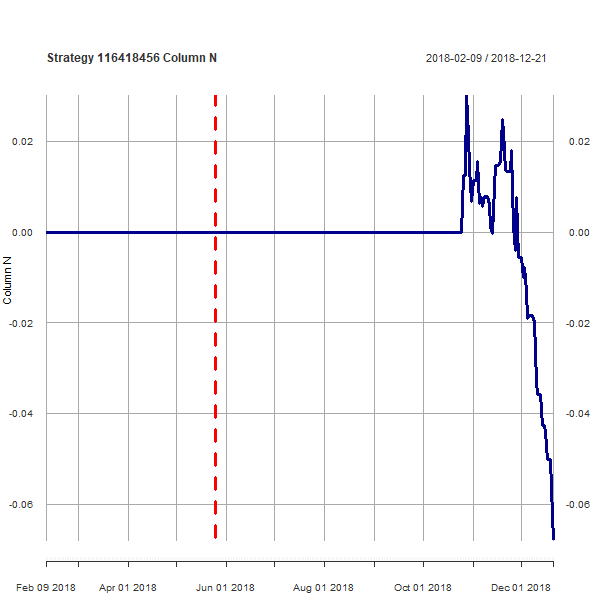 Strategy 116418456 Column N
2018-02-09 / 2018-12-21
0.02
0.02
0.00
0.00
Column N
-0.02
-0.02
-0.04
-0.04
-0.06
-0.06
Feb 09 2018
Apr 01 2018
Jun 01 2018
Aug 01 2018
Oct 01 2018
Dec 01 2018